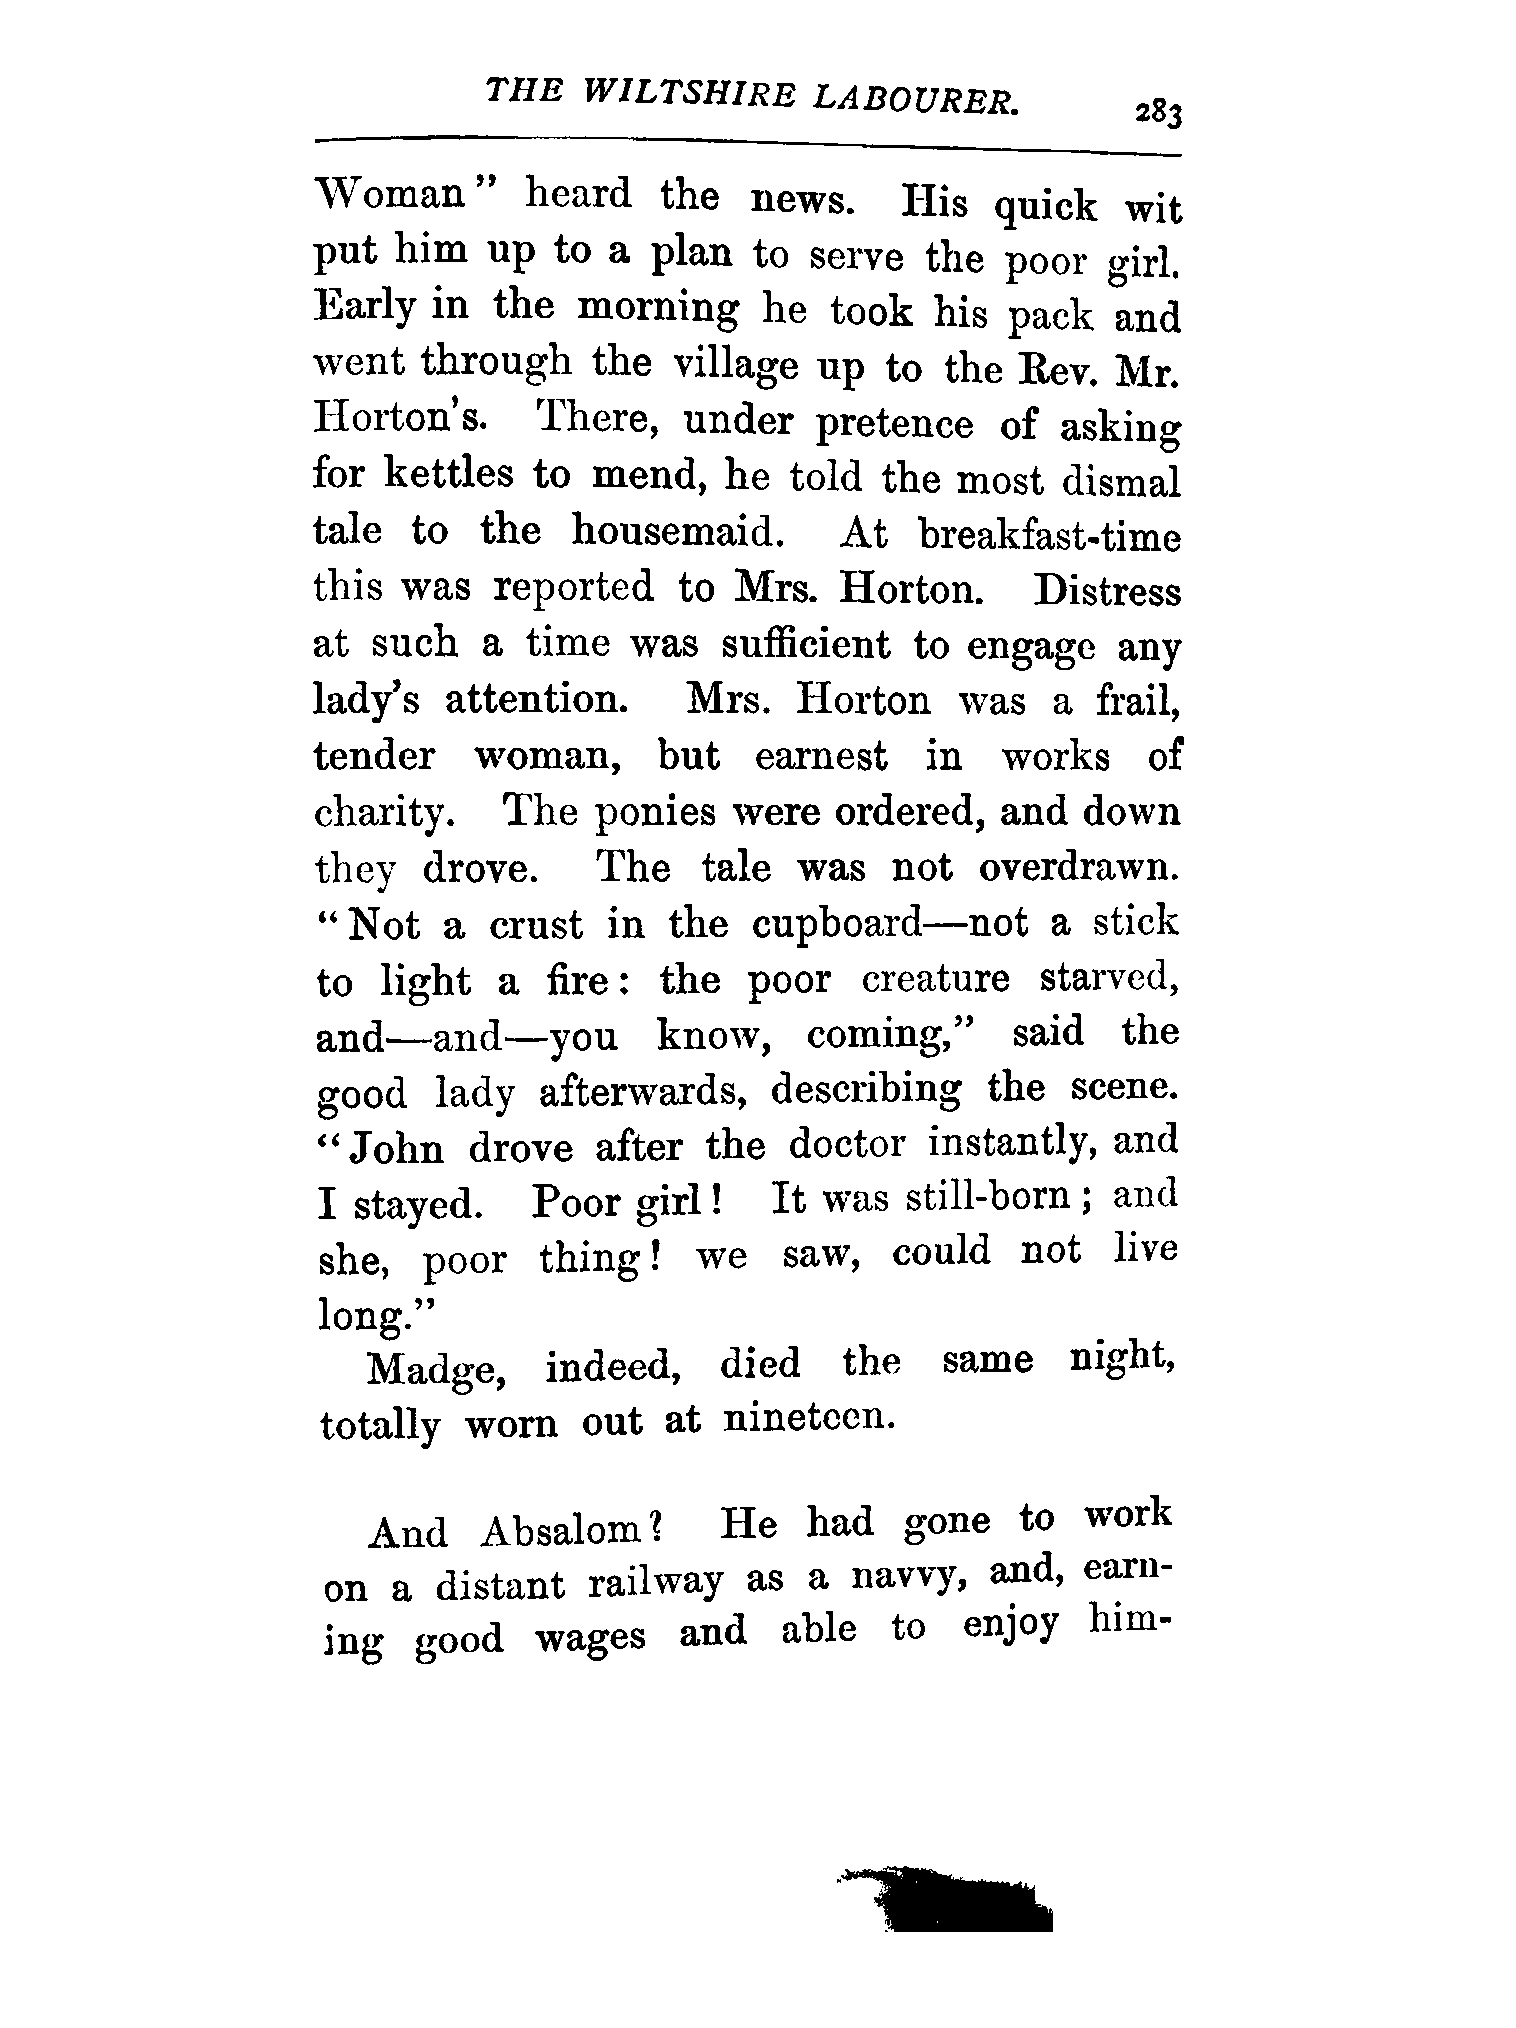 THE WILTSHIRE LABOURER. 283
Woman" heard the news. His quick wit
put him up to a plan to serve the poor girl.
Early in the morning he took his pack and
went through the village up to the Rev. Mr.
Horton's. There, under pretence of asking
for kettles to mend, he told the most dismal
tale to the housemaid. At breakfast-time
this was reported to Mrs. Horton. Distress
at such a time was sufficient to engage any
lady's attention. Mrs. Horton was a frail,
tender woman, but earnest in works of
charity. The ponies were ordered, and down
they drove. The tale was not overdrawn.
"Not a crust in the cupboard—not a stick
to light a fire: the poor creature starved,
and—and—you know, coming," said the
good lady afterwards, describing the scene.
"John drove after the doctor instantly, and
I stayed. Poor girl! It was still-born; and
she, poor thing! we saw, could not live
long."
Madge, indeed, died the same night,
totally worn out at nineteen.
And Absalom? He had gone to work
on a distant railway as a navvy, and, earn-
ing good wages and able to enjoy him-